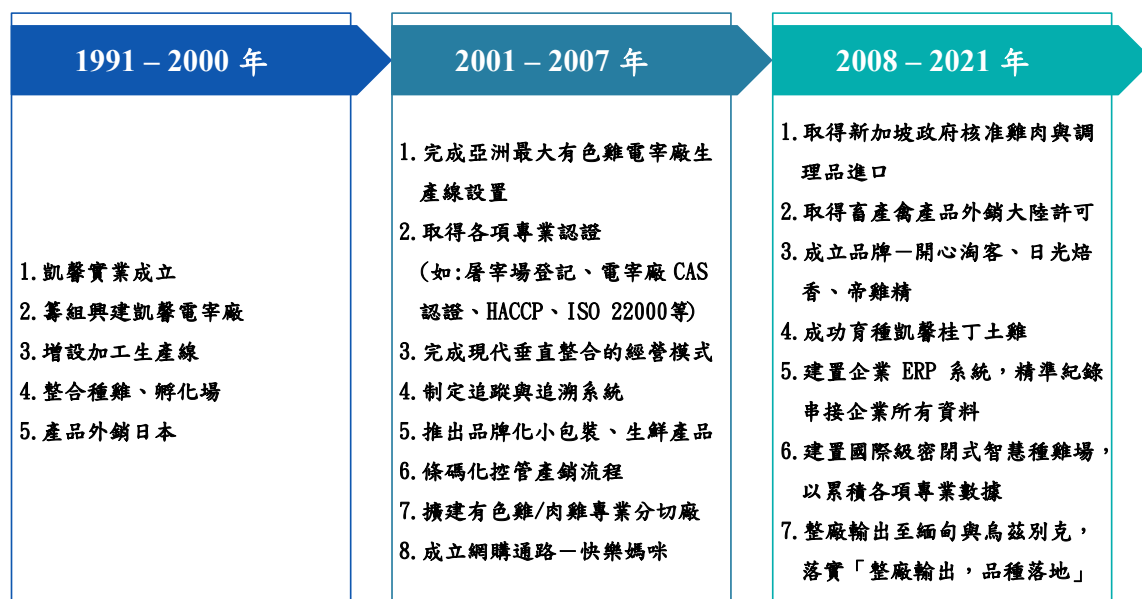 1991 – 2000 年
1.凱馨實業成立
2.籌組興建凱馨電宰廠
3.增設加工生產線
4.整合種雞、孵化場
5.產品外銷日本
2001 – 2007 年
1.完成亞洲最大有色雞電宰廠生
產線設置
2.取得各項專業認證
(如:屠宰場登記、電宰廠 CAS
認證、HACCP、ISO 22000等)
3.完成現代垂直整合的經營模式
4.制定追蹤與追溯系統
5.推出品牌化小包裝、生鮮產品
6.條碼化控管產銷流程
7.擴建有色雞/肉雞專業分切廠
8.成立網購通路－快樂媽咪
2008 – 2021 年
1.取得新加坡政府核准雞肉與調
理品進口
2.取得畜產禽產品外銷大陸許可
3.成立品牌－開心淘客、日光焙
香、帝雞精
4.成功育種凱馨桂丁土雞
5.建置企業 ERP 系統，精準紀錄
串接企業所有資料
6.建置國際級密閉式智慧種雞場，
以累積各項專業數據
7.整廠輸出至緬甸與烏茲別克，
落實「整廠輸出，品種落地」